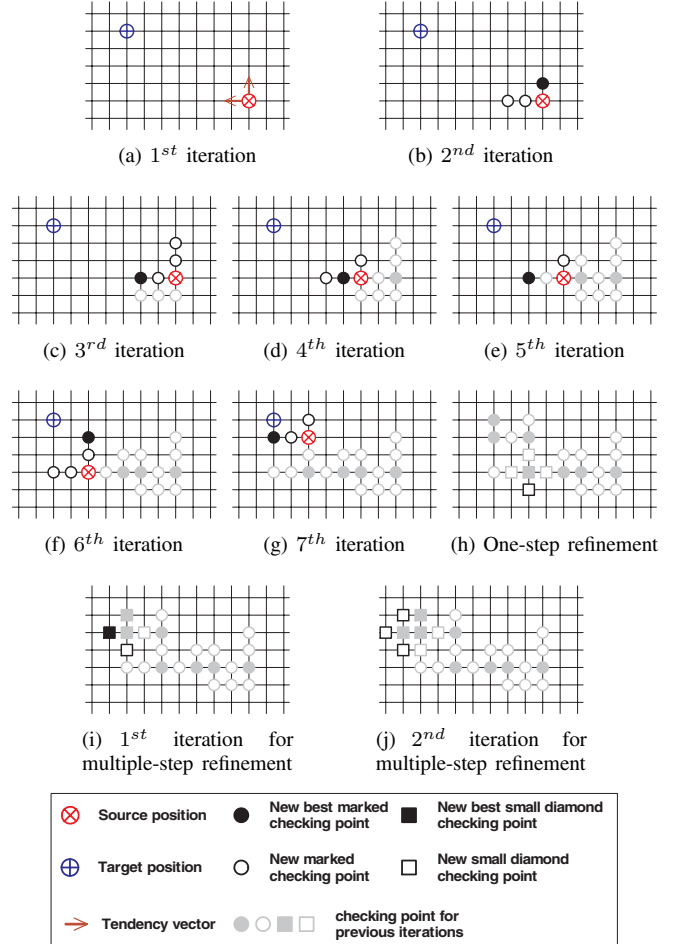 (a) 1st iteration
(b) 2nd iteration
(c) 3rd iteration
(d) 4th iteration
(e) 5th iteration
(f) 6th iteration
(g) 7th iteration
(h) One-step refinement
(i) 1st iteration for
multiple-step refinement
(j) 2nd iteration for
multiple-step refinement
Source position
New best marked
checking point
New best small diamond
checking point
Target position
New marked
checking point
New small diamond
checking point
Tendency vector
checking point for
previous iterations